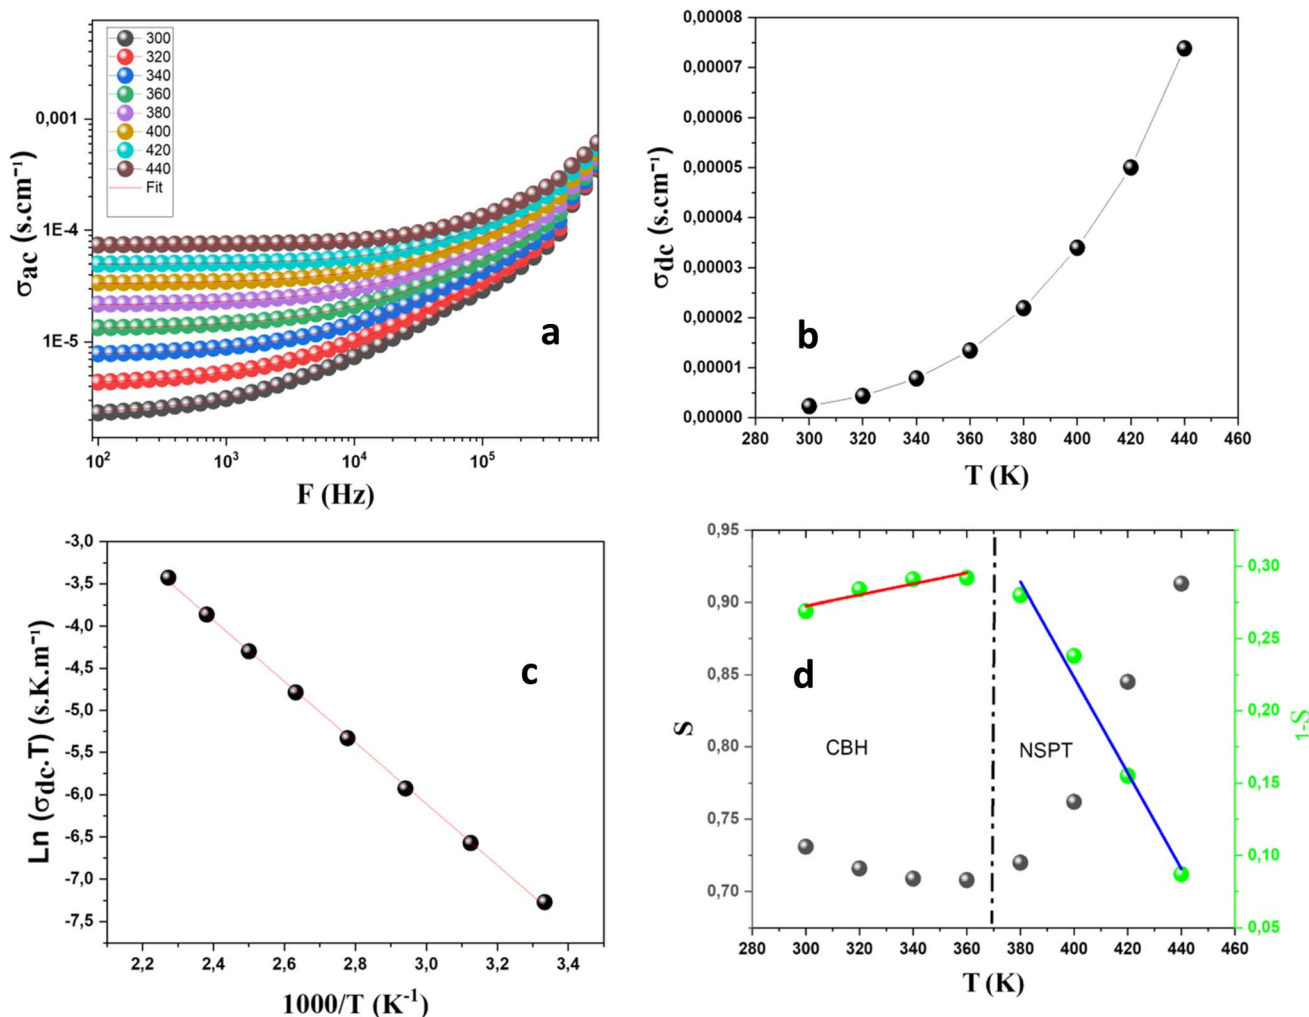 0,001
1E-4
1E-5
σac (s.cm⁻¹)
300
320
340
360
380
400
420
440
Fit
a
10² 10³ 10⁴ 10⁵
F (Hz)
0,00008
0,00007
0,00006
0,00005
0,00004
0,00003
0,00002
0,00001
0,00000
σdc (s.cm⁻¹)
b
280 300 320 340 360 380 400 420 440 460
T (K)
-3,0
-3,5
-4,0
-4,5
-5,0
-5,5
-6,0
-6,5
-7,0
-7,5
Ln (σdc.T) (s.K.m⁻¹)
c
2,2 2,4 2,6 2,8 3,0 3,2 3,4
1000/T (K⁻¹)
0,95
0,90
0,85
0,80
0,75
0,70
S
d
CBH
NSPT
0,30
0,25
0,20
0,15
0,10
0,05
1-S
280 300 320 340 360 380 400 420 440 460
T (K)